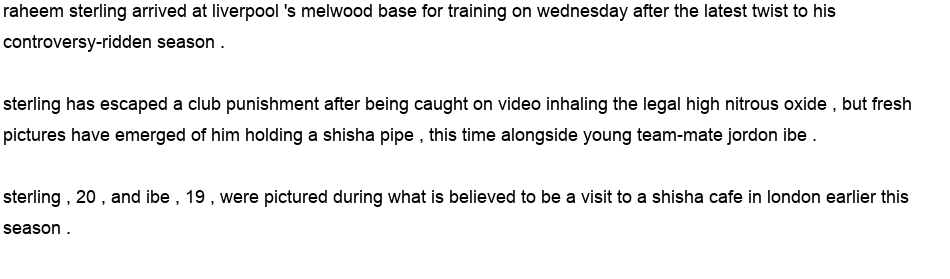 raheem sterling arrived at liverpool 's melwood base for training on wednesday after the latest twist to his
controversy-ridden season .
sterling has escaped a club punishment after being caught on video inhaling the legal high nitrous oxide , but fresh
pictures have emerged of him holding a shisha pipe , this time alongside young team-mate jordon ibe .
sterling , 20 , and ibe , 19 , were pictured during what is believed to be a visit to a shisha cafe in london earlier this
season .